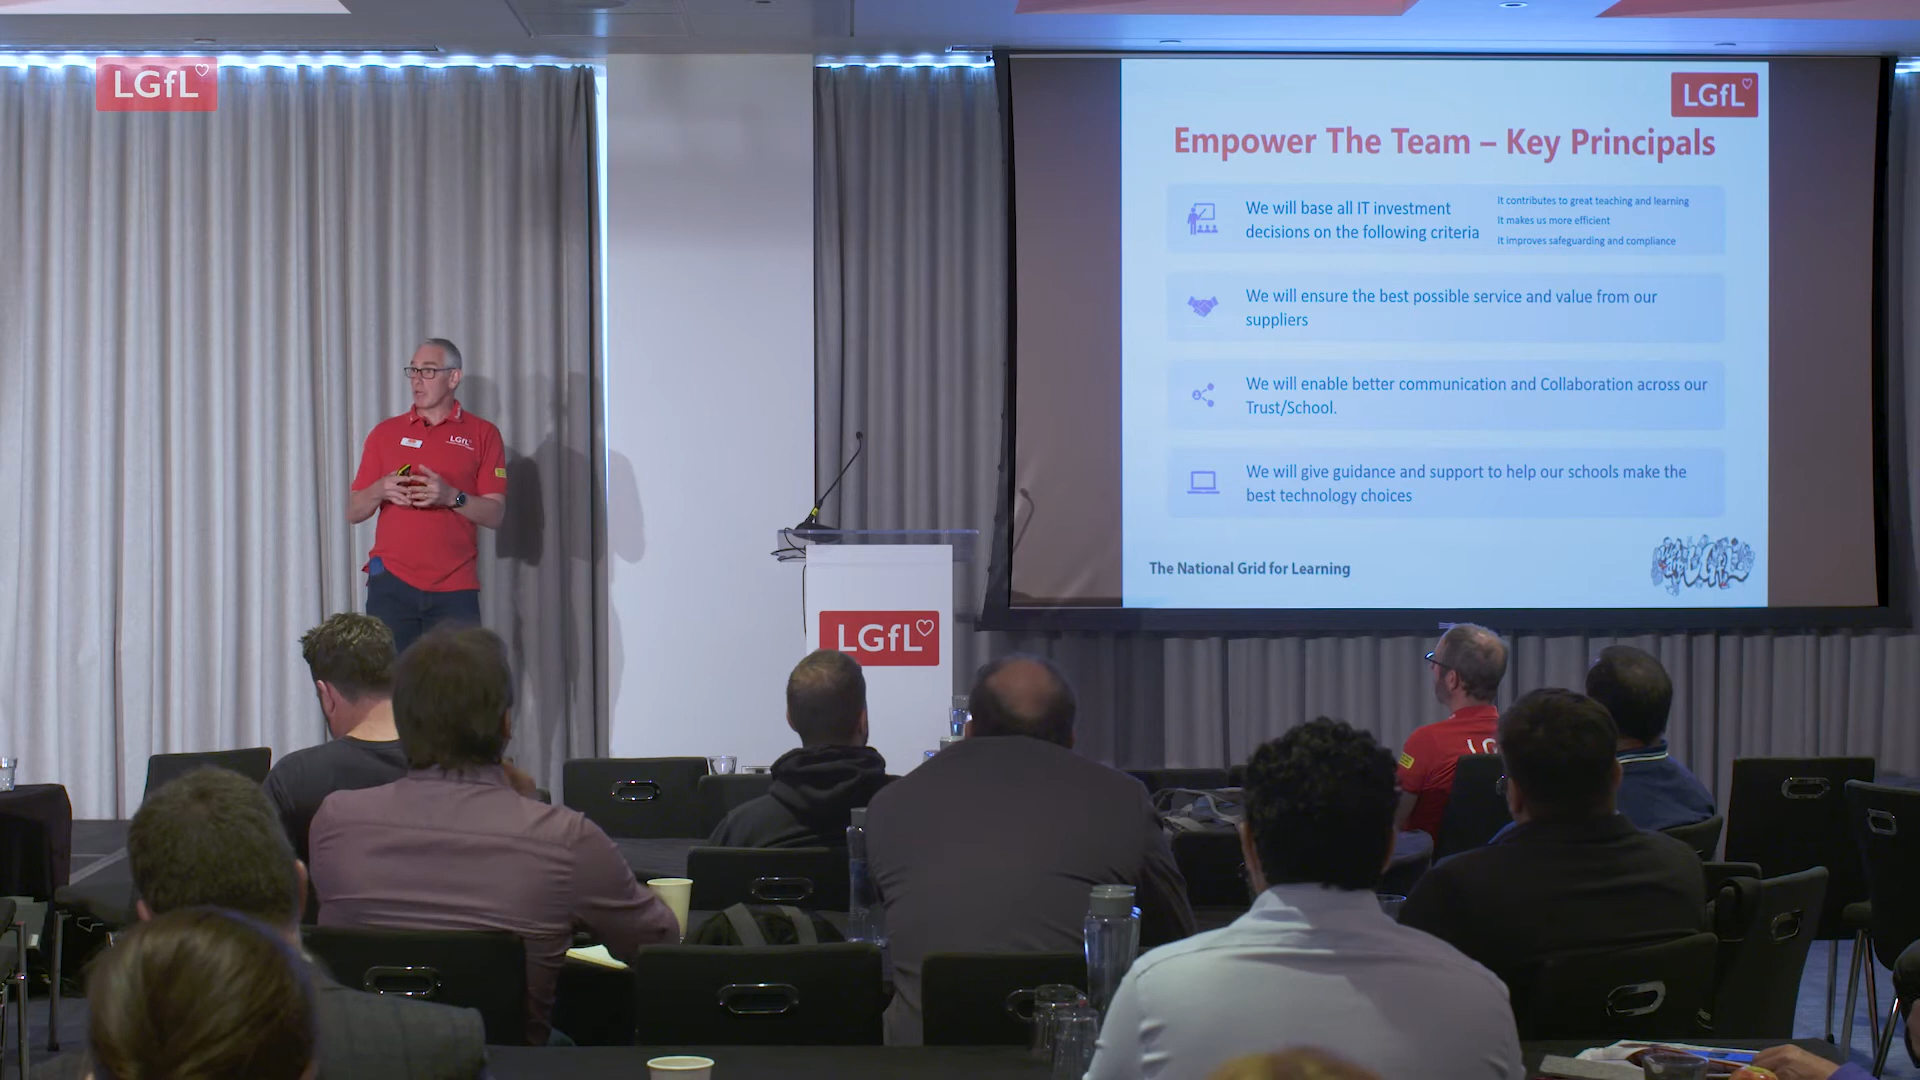 LGfL
LGfL
Empower The Team – Key Principals
We will base all IT investment
decisions on the following criteria
It contributes to great teaching and learning
It makes us more efficient
It improves safeguarding and compliance
We will ensure the best possible service and value from our
suppliers
We will enable better communication and Collaboration across our
Trust/School.
We will give guidance and support to help our schools make the
best technology choices
The National Grid for Learning
LGfL
LGfL